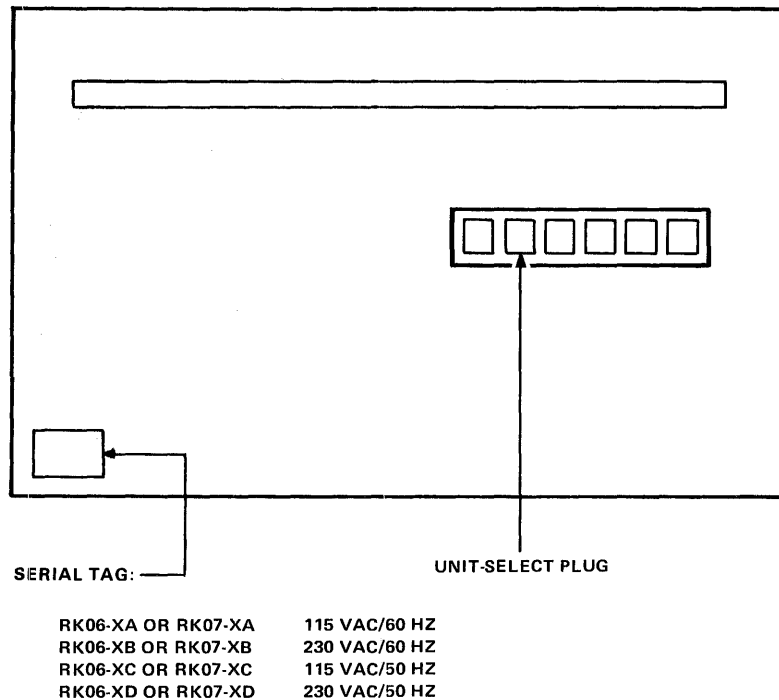 SERIAL TAG:
UNIT-SELECT PLUG
RK06-XA OR RK07-XA 115 VAC/60 HZ
RK06-XB OR RK07-XB 230 VAC/60 HZ
RK06-XC OR RK07-XC 115 VAC/50 HZ
RK06-XD OR RK07-XD 230 VAC/50 HZ